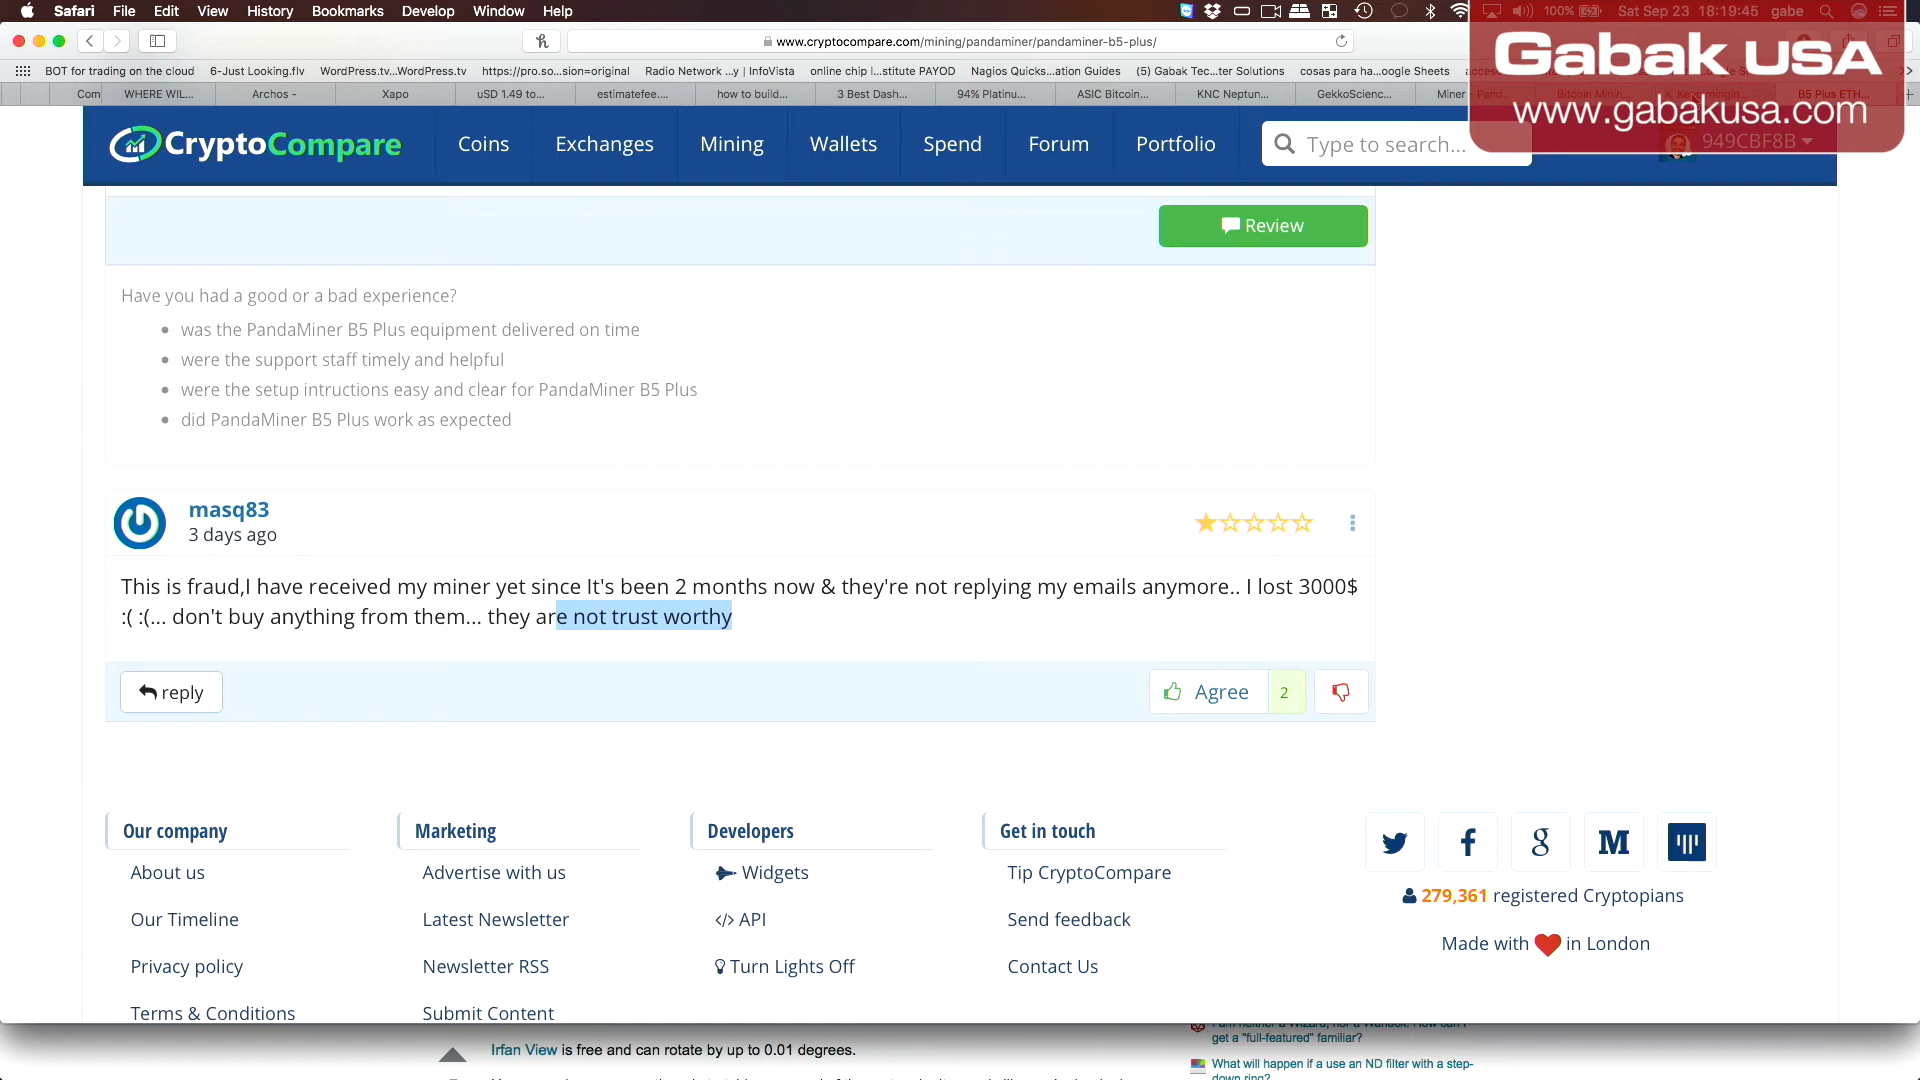 Safari File Edit View History Bookmarks Develop Window Help 100% Sat Sep 23 18:19:45 gabe
www.cryptocompare.com/mining/pandaminer/pandaminer-b5-plus/
BOT for trading on the cloud 6-Just Looking.flv WordPress.tv...WordPress.tv https://pro.so...sion=original Radio Network ...y | InfoVista online chip l...stitute PAYOD Nagios Quicks...ation Guides (5) Gabak Tec...ter Solutions cosas para ha...oogle Sheets
Com WHERE WIL... Archos - Xapo uSD 1.49 to... estimatefee.... how to build... 3 Best Dash... 94% Platinu... ASIC Bitcoin... KNC Neptun... GekkoScienc... Miner - Pand... Bitcoin Minin... B5 Plus ETH...
Gabak USA
www.gabakusa.com
CryptoCompare Coins Exchanges Mining Wallets Spend Forum Portfolio Type to search... 949CBF8B
Review
Have you had a good or a bad experience?
was the PandaMiner B5 Plus equipment delivered on time
were the support staff timely and helpful
were the setup intructions easy and clear for PandaMiner B5 Plus
did PandaMiner B5 Plus work as expected
masq83
3 days ago
This is fraud,I have received my miner yet since It's been 2 months now & they're not replying my emails anymore.. I lost 3000$
:( :(... don't buy anything from them... they are not trust worthy
reply Agree 2
Our company Marketing Developers Get in touch
About us Advertise with us Widgets Tip CryptoCompare
279,361 registered Cryptopians
Our Timeline Latest Newsletter </> API Send feedback
Made with in London
Privacy policy Newsletter RSS Turn Lights Off Contact Us
Terms & Conditions Submit Content
get a "full-featured" familiar?
Irfan View is free and can rotate by up to 0.01 degrees.
What will happen if a use an ND filter with a step-
down ring?